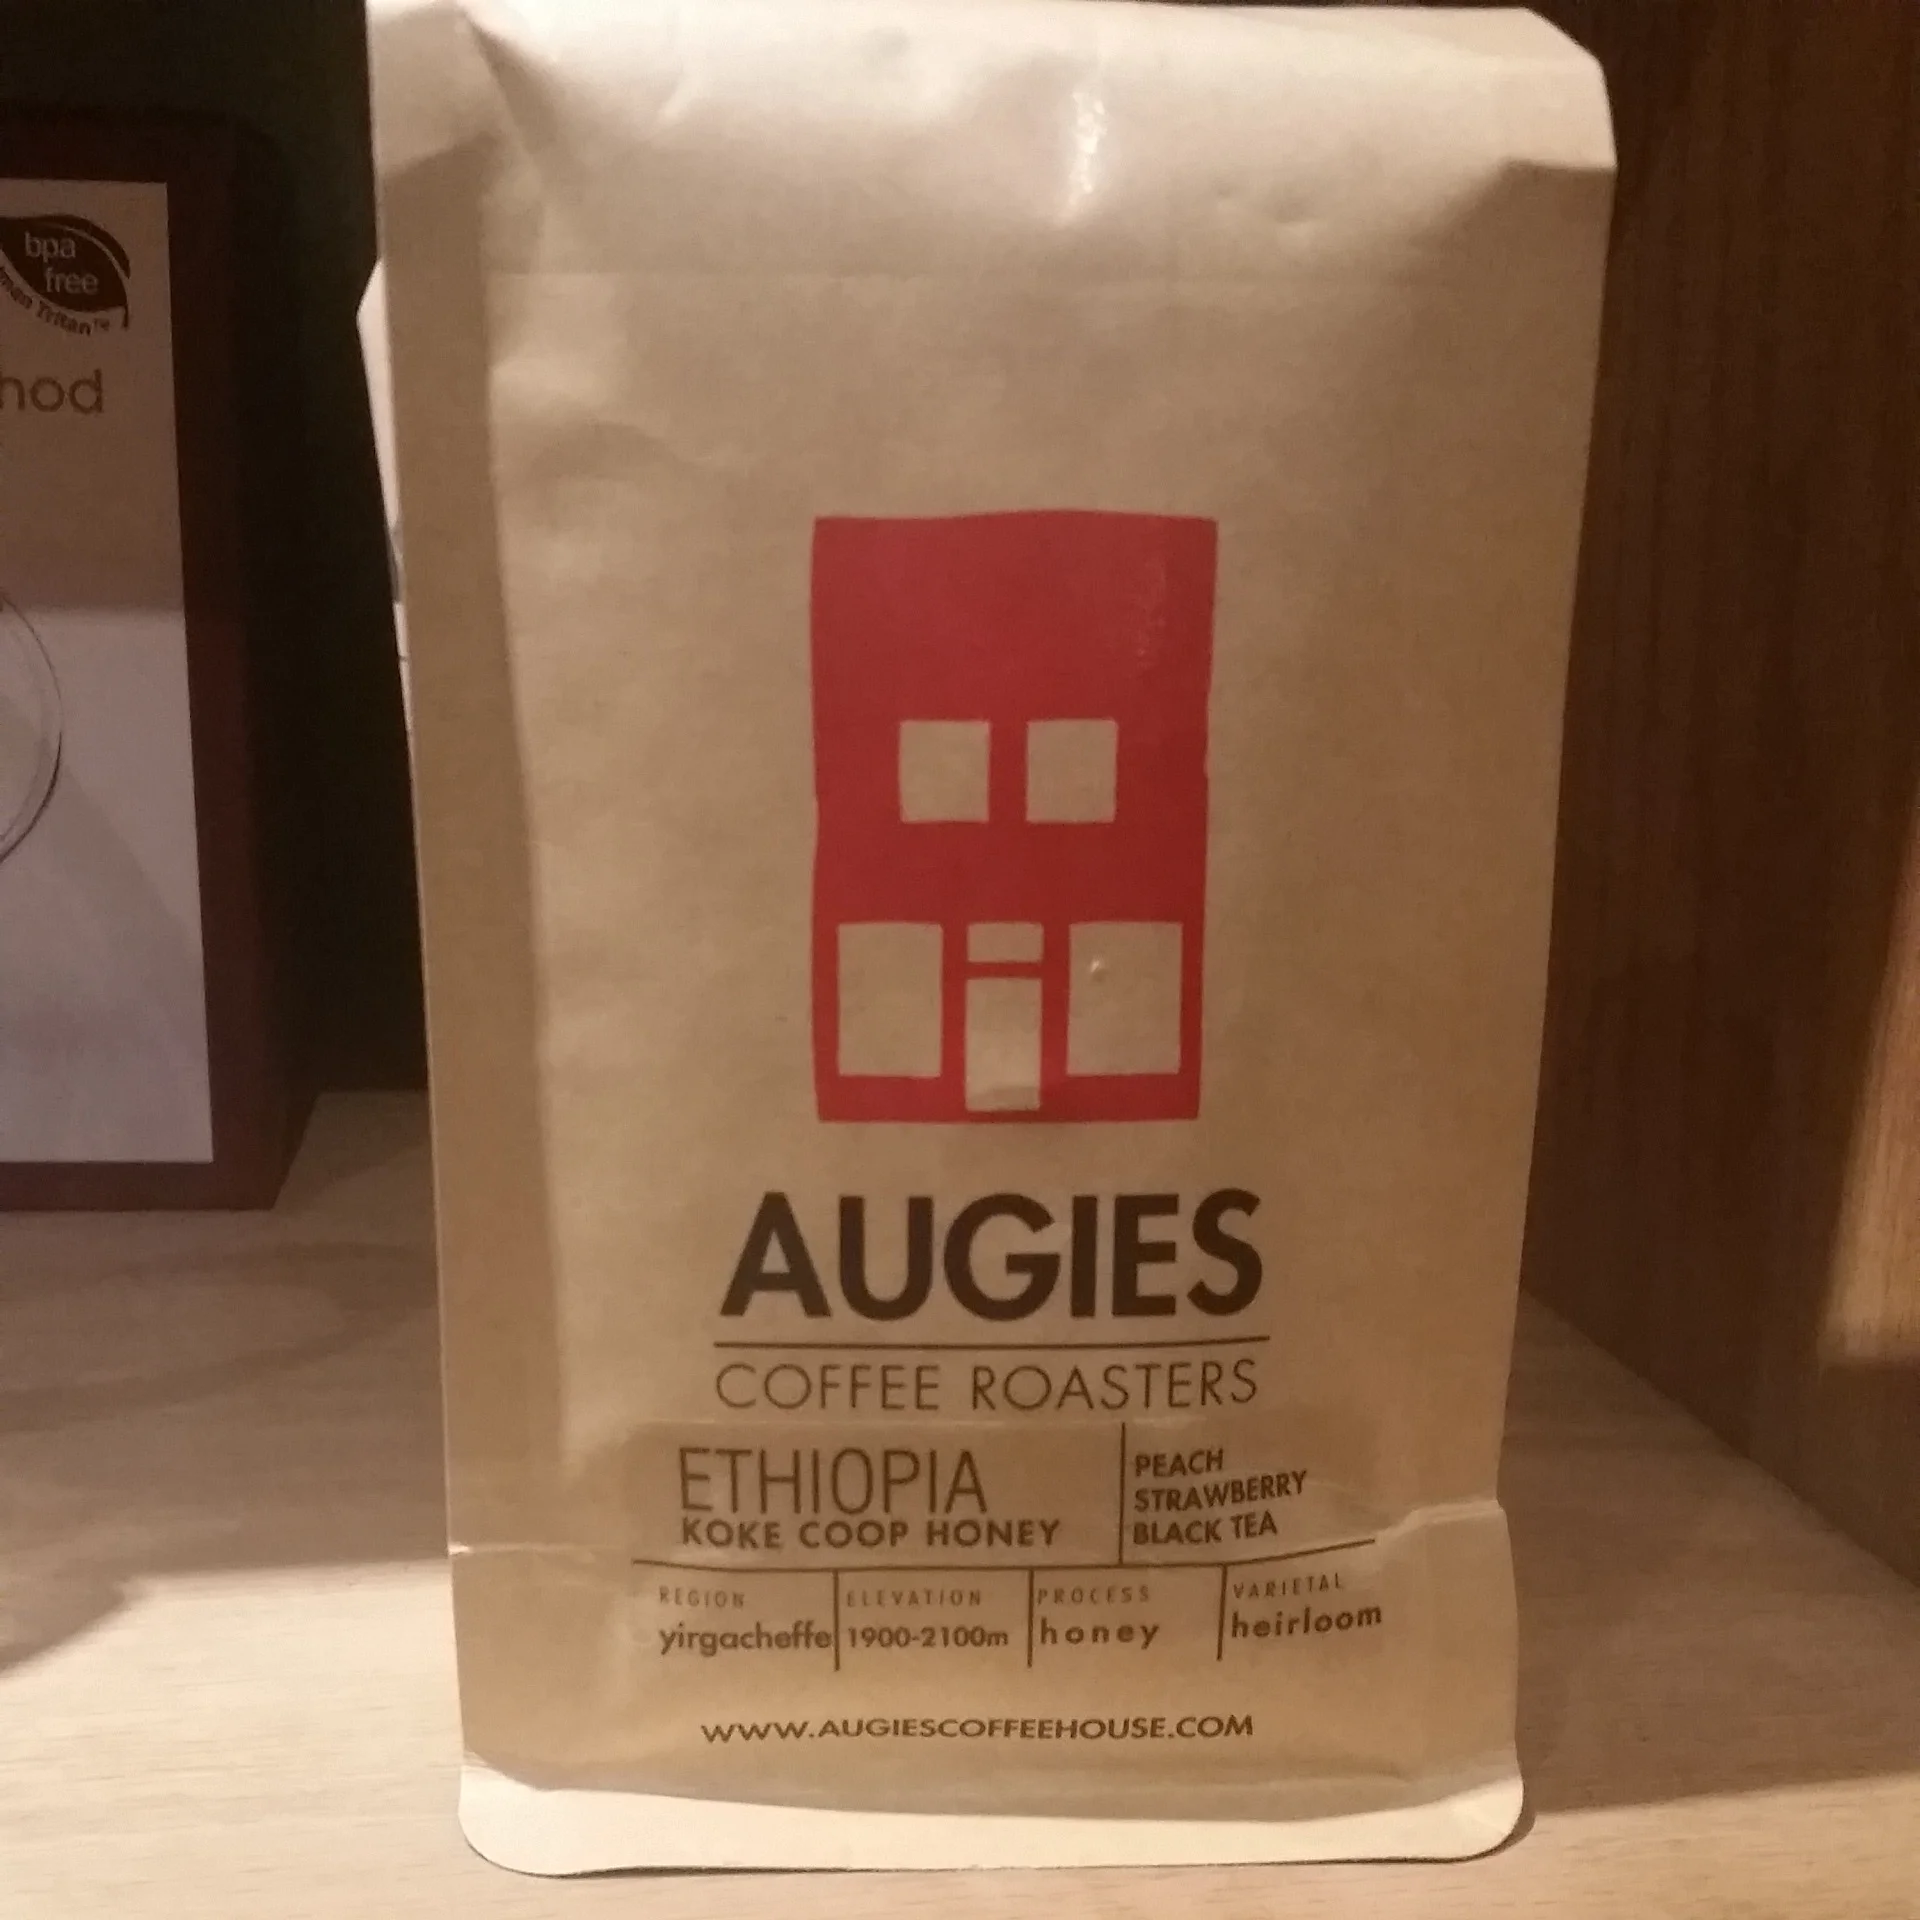 bpa
free
Tritan™
hod
AUGIES
COFFEE ROASTERS
ETHIOPIA
KOKE COOP HONEY
PEACH
STRAWBERRY
BLACK TEA
REGION
yirgacheffe
ELEVATION
1900-2100m
PROCESS
honey
VARIETAL
heirloom
WWW.AUGIESCOFFEEHOUSE.COM